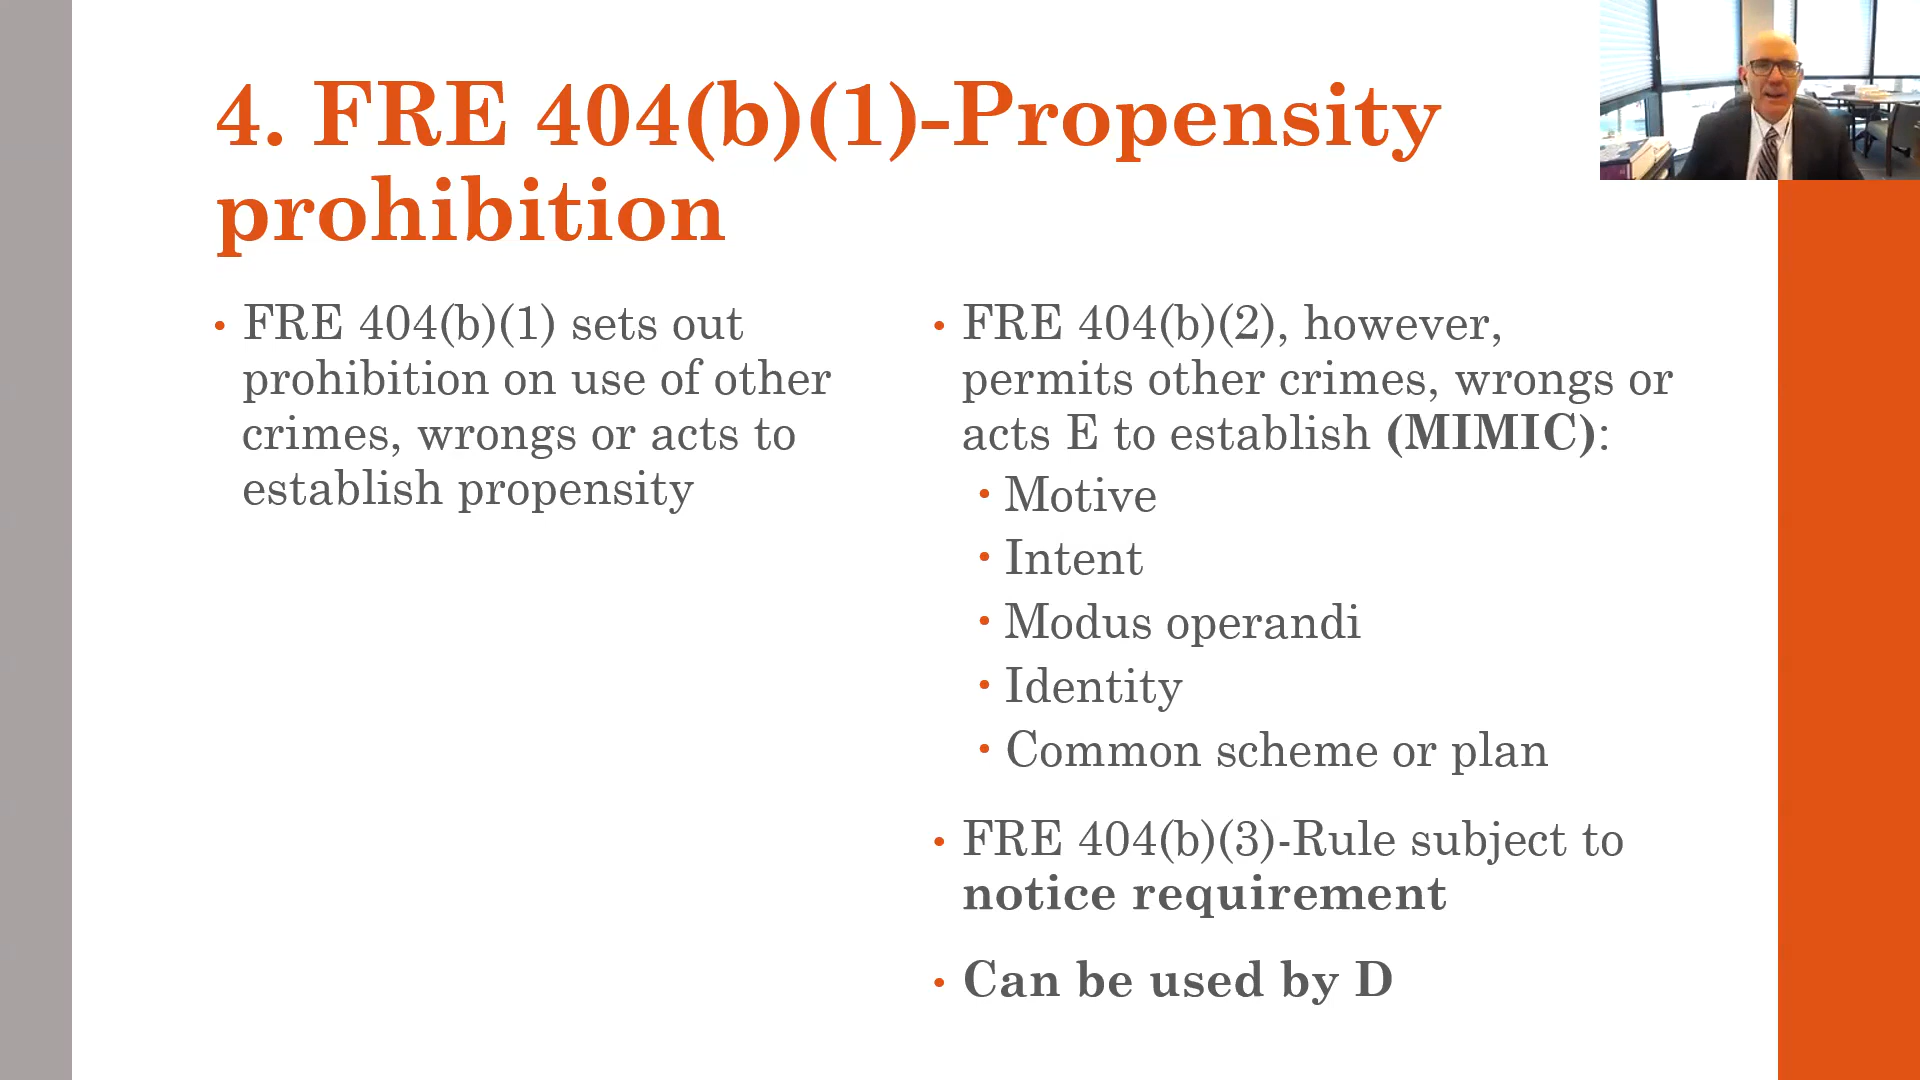 4. FRE 404(b)(1)-Propensity
prohibition
• FRE 404(b)(1) sets out
prohibition on use of other
crimes, wrongs or acts to
establish propensity
• FRE 404(b)(2), however,
permits other crimes, wrongs or
acts E to establish (MIMIC):
• Motive
• Intent
• Modus operandi
• Identity
• Common scheme or plan
• FRE 404(b)(3)-Rule subject to
notice requirement
• Can be used by D